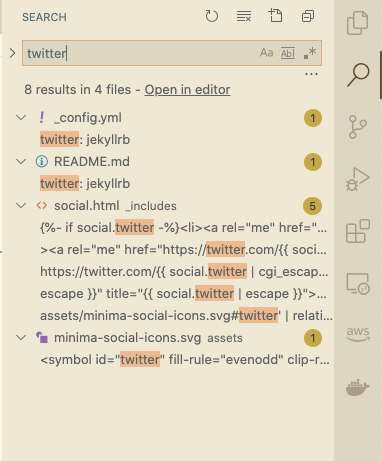 SEARCH
twitter
Aa Abl .*
...
8 results in 4 files - Open in editor
! _config.yml 1
twitter: jekyllrb
README.md 1
twitter: jekyllrb
<> social.html _includes 5
{%- if social.twitter -%}<li><a rel="me" href="...
><a rel="me" href="https://twitter.com/{{ soci...
https://twitter.com/{{ social.twitter | cgi_escap...
escape }}" title="{{ social.twitter | escape }}">...
assets/minima-social-icons.svg#twitter' | relati...
minima-social-icons.svg assets 1
<symbol id="twitter" fill-rule="evenodd" clip-r...
aws